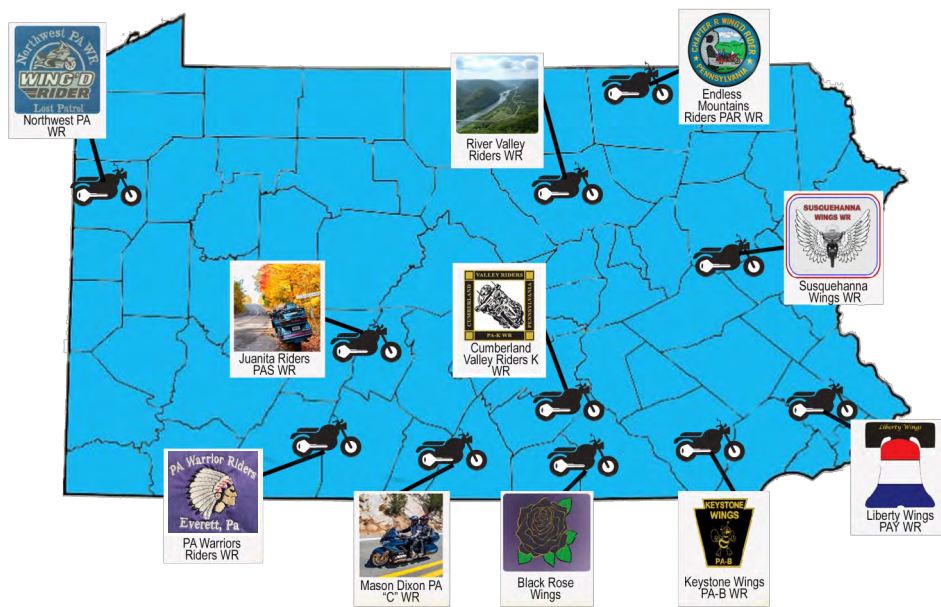 Northwest PA WR
WING'D
RIDER
Lost Patrol
Northwest PA
WR
River Valley
Riders WR
CHAPTER R WING'D RIDER
PENNSYLVANIA
Endless
Mountains
Riders PAR WR
SUSQUEHANNA
WINGS WR
Susquehanna
Wings WR
Juanita Riders
PAS WR
VALLEY RIDERS
CUMBERLAND
PENNSYLVANIA
PA-K WR
Cumberland
Valley Riders K
WR
PA Warrior Riders
Everett, Pa
PA Warriors
Riders WR
Mason Dixon PA
“C” WR
Black Rose
Wings
KEYSTONE
WINGS
PA-B
Keystone Wings
PA-B WR
Liberty Wings
Liberty Wings
PAY WR